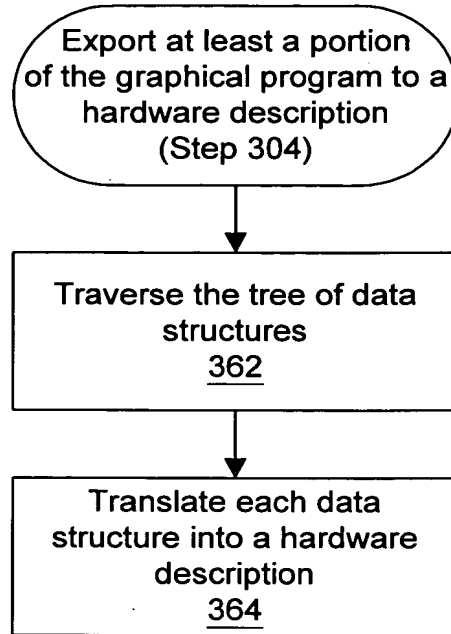 Export at least a portion
of the graphical program to a
hardware description
(Step 304)
Traverse the tree of data
structures
362
Translate each data
structure into a hardware
description
364